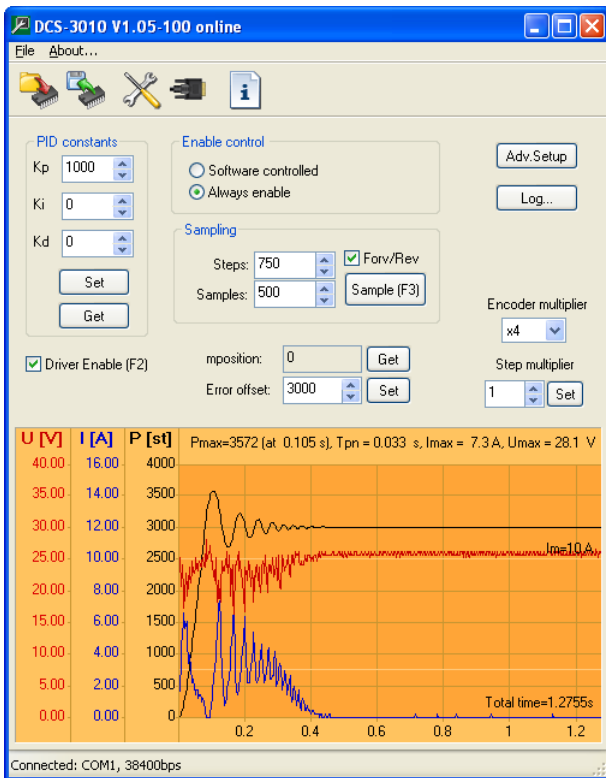 DCS-3010 V1.05-100 online
File About...
PID constants
Kp 1000
Ki 0
Kd 0
Set
Get
Enable control
Software controlled
Always enable
Adv.Setup
Log...
Sampling
Steps: 750
Forv/Rev
Samples: 500
Sample (F3)
Encoder multiplier
x4
Driver Enable (F2)
mposition: 0 Get
Error offset: 3000 Set
Step multiplier
1 Set
U [V] I [A] P [st] Pmax=3572 (at 0.105 s), Tpn = 0.033 s, Imax = 7.3 A, Umax = 28.1 V
40.00 16.00 4000
35.00 14.00 3500
30.00 12.00 3000
Im=10 A
25.00 10.00 2500
20.00 8.00 2000
15.00 6.00 1500
10.00 4.00 1000
5.00 2.00 500
Total time=1.2755s
0.00 0.00 0
0.2 0.4 0.6 0.8 1 1.2
Connected: COM1, 38400bps